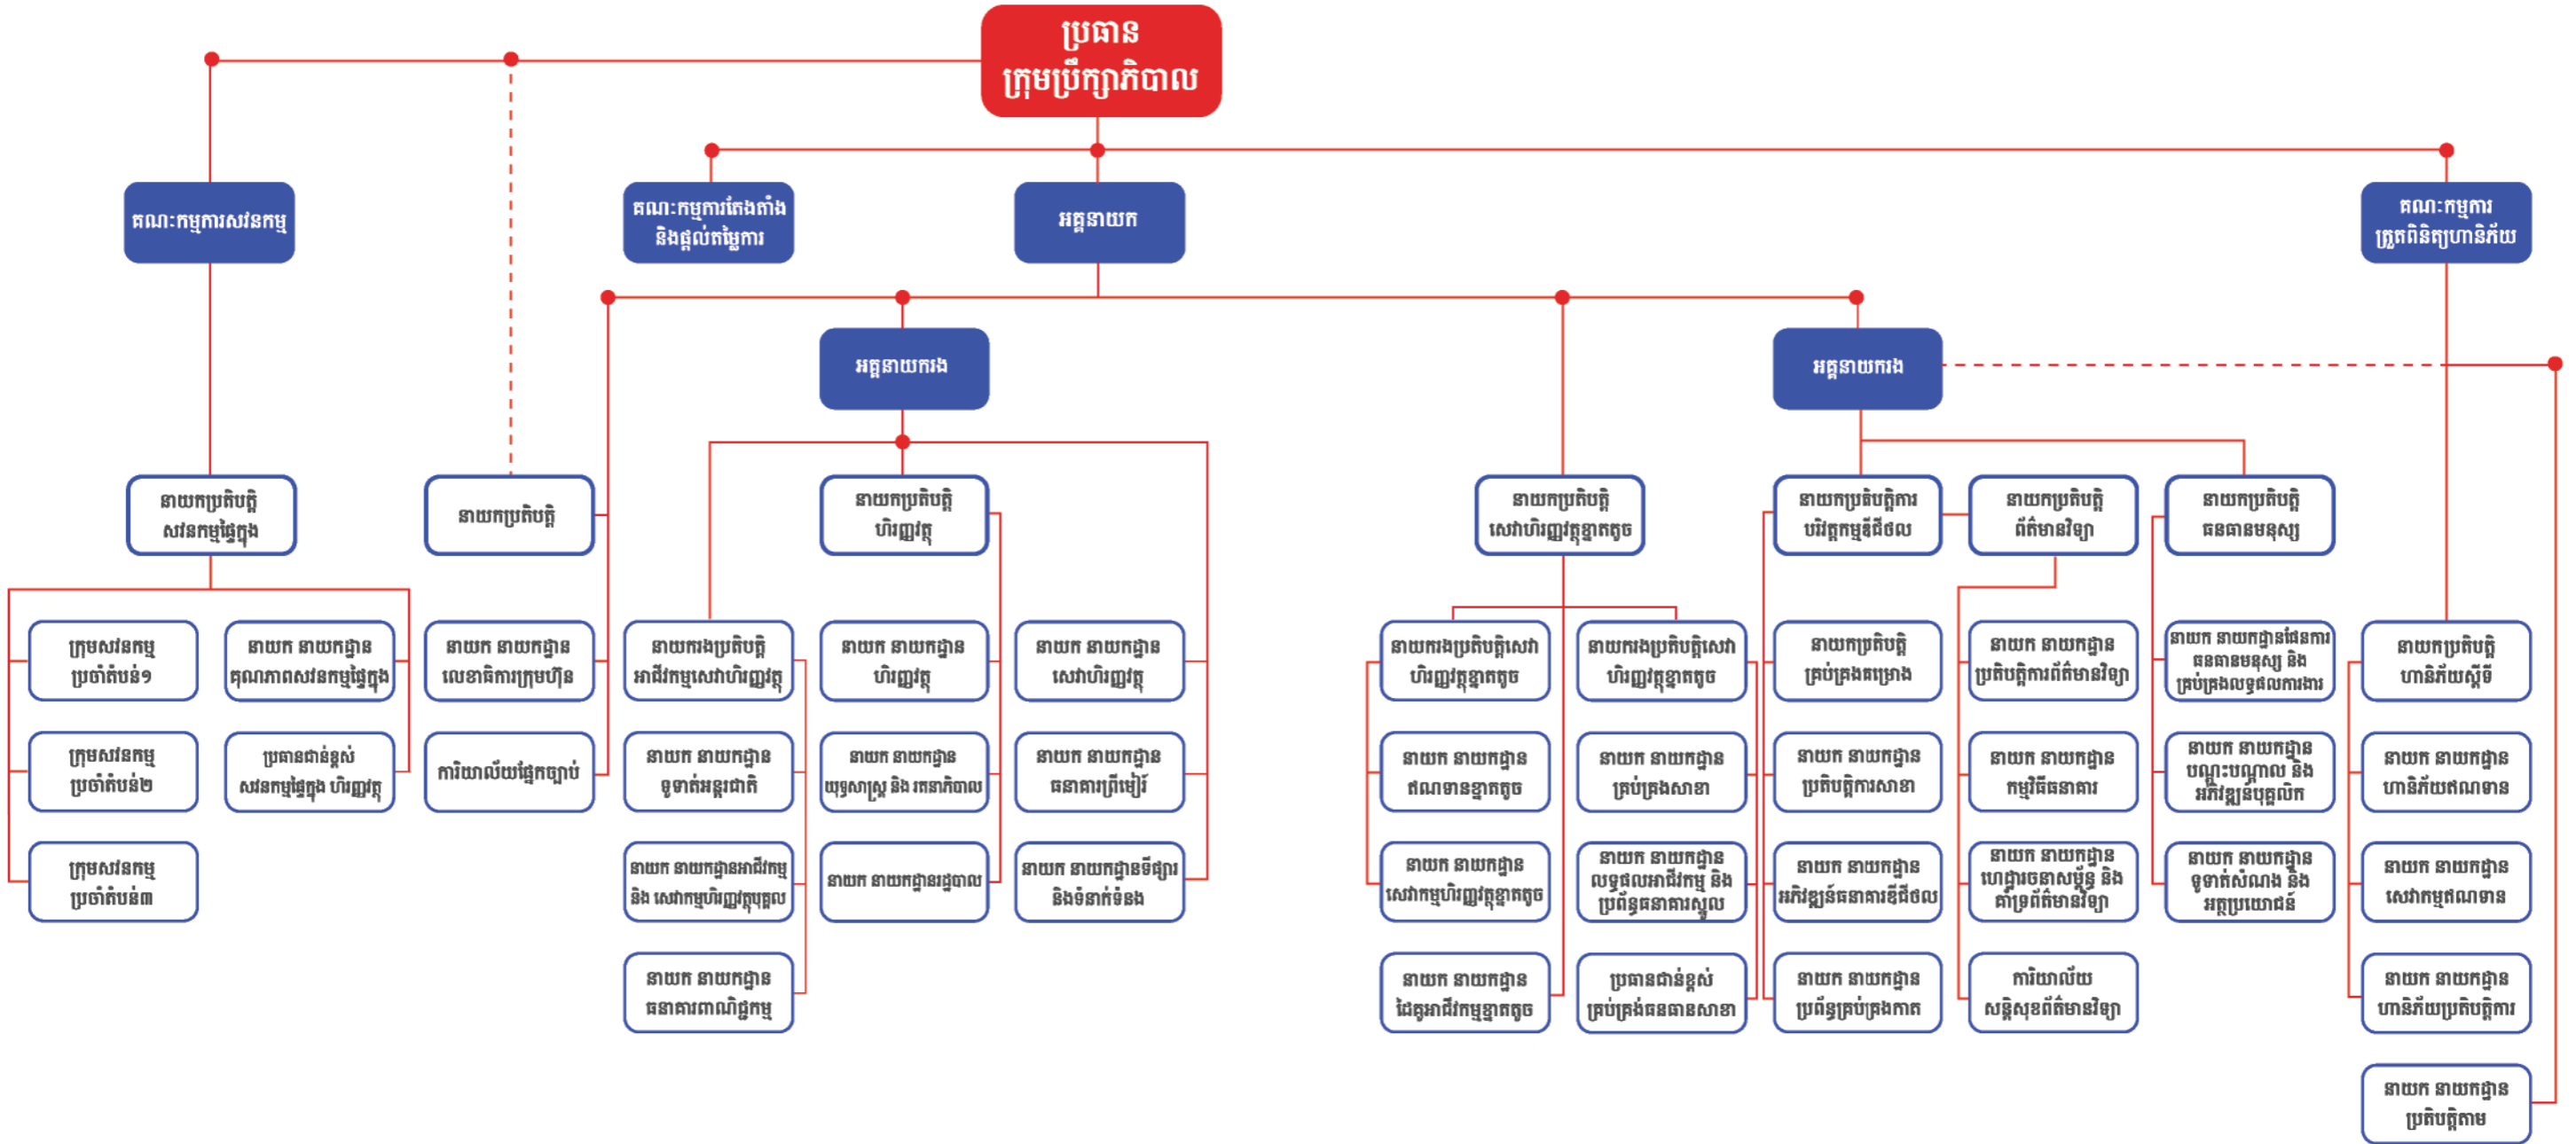 ប្រធាន
ក្រុមប្រឹក្សាភិបាល
គណៈកម្មការសវនកម្ម
គណៈកម្មការតែងតាំង
និងផ្តល់តម្លៃការ
អគ្គនាយក
គណៈកម្មការ
ត្រួតពិនិត្យហានិភ័យ
អគ្គនាយករង
អគ្គនាយករង
នាយកប្រតិបត្តិ
សវនកម្មផ្ទៃក្នុង
នាយកប្រតិបត្តិ
នាយកប្រតិបត្តិ
ហិរញ្ញវត្ថុ
នាយកប្រតិបត្តិ
សេវាហិរញ្ញវត្ថុខ្នាតតូច
នាយកប្រតិបត្តិការ
បរិវត្តកម្មឌីជីថល
នាយកប្រតិបត្តិ
ព័ត៌មានវិទ្យា
នាយកប្រតិបត្តិ
ធនធានមនុស្ស
ក្រុមសវនកម្ម
ប្រចាំតំបន់១
នាយក នាយកដ្ឋាន
គុណភាពសវនកម្មផ្ទៃក្នុង
នាយក នាយកដ្ឋាន
លេខាធិការក្រុមហ៊ុន
នាយករងប្រតិបត្តិ
អាជីវកម្មសេវាហិរញ្ញវត្ថុ
នាយក នាយកដ្ឋាន
ហិរញ្ញវត្ថុ
នាយក នាយកដ្ឋាន
សេវាហិរញ្ញវត្ថុ
នាយករងប្រតិបត្តិសេវា
ហិរញ្ញវត្ថុខ្នាតតូច
នាយករងប្រតិបត្តិសេវា
ហិរញ្ញវត្ថុខ្នាតតូច
នាយកប្រតិបត្តិ
គ្រប់គ្រងគម្រោង
នាយក នាយកដ្ឋាន
ប្រតិបត្តិការព័ត៌មានវិទ្យា
នាយក នាយកដ្ឋានផែនការ
ធនធានមនុស្ស និង
គ្រប់គ្រងលទ្ធផលការងារ
នាយកប្រតិបត្តិ
ហានិភ័យស្តីទី
ក្រុមសវនកម្ម
ប្រចាំតំបន់២
ប្រធានជាន់ខ្ពស់
សវនកម្មផ្ទៃក្នុង ហិរញ្ញវត្ថុ
ការិយាល័យផ្នែកច្បាប់
នាយក នាយកដ្ឋាន
ទូទាត់អន្តរជាតិ
នាយក នាយកដ្ឋាន
យុទ្ធសាស្ត្រ និង រតនាភិបាល
នាយក នាយកដ្ឋាន
ធនាគារព្រីមៀរ៍
នាយក នាយកដ្ឋាន
ឥណទានខ្នាតតូច
នាយក នាយកដ្ឋាន
គ្រប់គ្រងសាខា
នាយក នាយកដ្ឋាន
ប្រតិបត្តិការសាខា
នាយក នាយកដ្ឋាន
កម្មវិធីធនាគារ
នាយក នាយកដ្ឋាន
បណ្តុះបណ្តាល និង
អភិវឌ្ឍន៍បុគ្គលិក
នាយក នាយកដ្ឋាន
ហានិភ័យឥណទាន
ក្រុមសវនកម្ម
ប្រចាំតំបន់៣
នាយក នាយកដ្ឋានអាជីវកម្ម
និង សេវាកម្មហិរញ្ញវត្ថុបុគ្គល
នាយក នាយកដ្ឋានរដ្ឋបាល
នាយក នាយកដ្ឋានទីផ្សារ
និងទំនាក់ទំនង
នាយក នាយកដ្ឋាន
សេវាកម្មហិរញ្ញវត្ថុខ្នាតតូច
នាយក នាយកដ្ឋាន
លទ្ធផលអាជីវកម្ម និង
ប្រព័ន្ធធនាគារស្នូល
នាយក នាយកដ្ឋាន
អភិវឌ្ឍន៍ធនាគារឌីជីថល
នាយក នាយកដ្ឋាន
ហេដ្ឋារចនាសម្ព័ន្ធ និង
គាំទ្រព័ត៌មានវិទ្យា
នាយក នាយកដ្ឋាន
ទូទាត់សំណង និង
អត្ថប្រយោជន៍
នាយក នាយកដ្ឋាន
សេវាកម្មឥណទាន
នាយក នាយកដ្ឋាន
ធនាគារពាណិជ្ជកម្ម
នាយក នាយកដ្ឋាន
ដៃគូអាជីវកម្មខ្នាតតូច
ប្រធានជាន់ខ្ពស់
គ្រប់គ្រង់ធនធានសាខា
នាយក នាយកដ្ឋាន
ប្រព័ន្ធគ្រប់គ្រងកាត
ការិយាល័យ
សន្តិសុខព័ត៌មានវិទ្យា
នាយក នាយកដ្ឋាន
ហានិភ័យប្រតិបត្តិការ
នាយក នាយកដ្ឋាន
ប្រតិបត្តិតាម